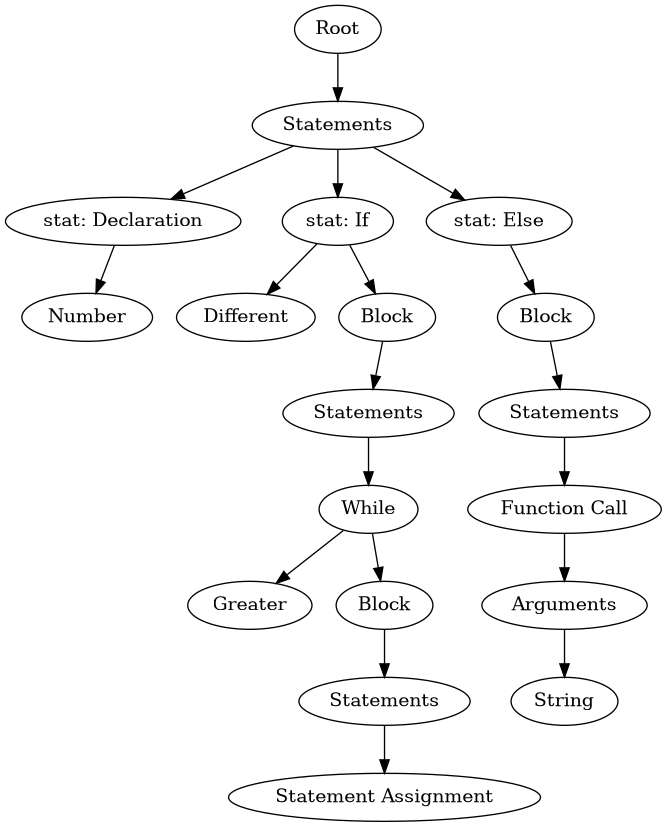 Root
Statements
stat: Declaration
stat: If
stat: Else
Number
Different
Block
Block
Statements
Statements
While
Function Call
Greater
Block
Arguments
Statements
String
Statement Assignment